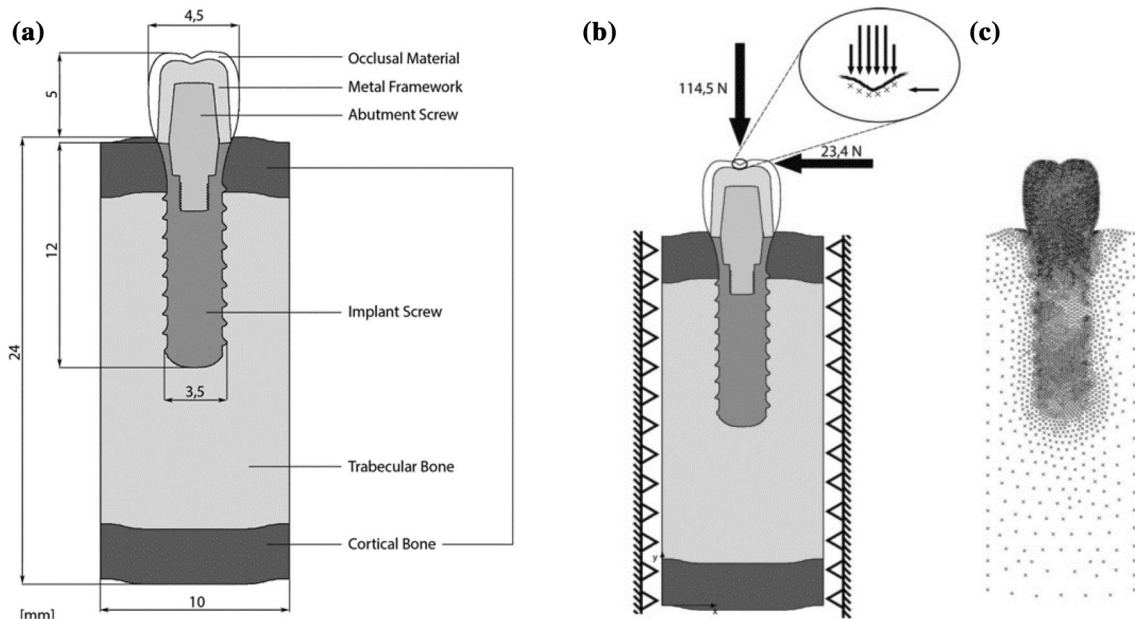 (a)
4,5
5
24
12
3,5
10
[mm]
Occlusal Material
Metal Framework
Abutment Screw
Implant Screw
Trabecular Bone
Cortical Bone
(b)
114,5 N
23,4 N
y
x
(c)